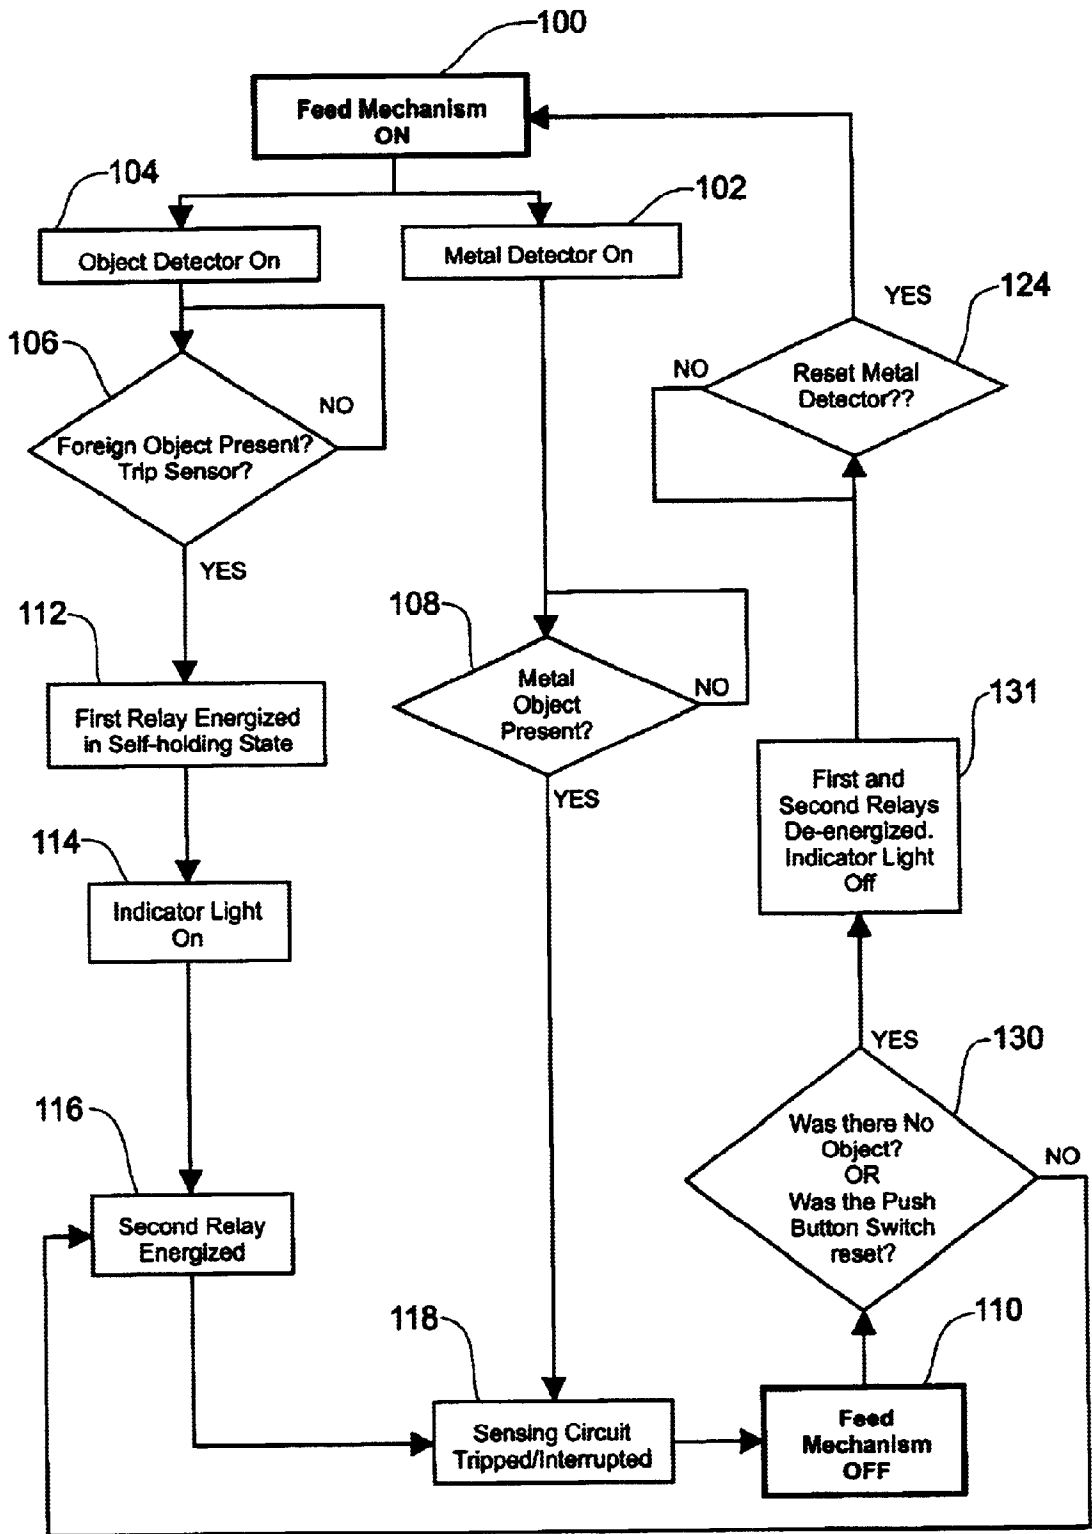 100
Feed Mechanism
ON
104
Object Detector On
102
Metal Detector On
106
Foreign Object Present?
Trip Sensor?
NO
YES
124
YES
NO
Reset Metal
Detector??
112
First Relay Energized
in Self-holding State
108
Metal
Object
Present?
NO
YES
131
First and
Second Relays
De-energized.
Indicator Light
Off
114
Indicator Light
On
116
Second Relay
Energized
130
YES
Was there No
Object?
OR
Was the Push
Button Switch
reset?
NO
118
Sensing Circuit
Tripped/Interrupted
110
Feed
Mechanism
OFF